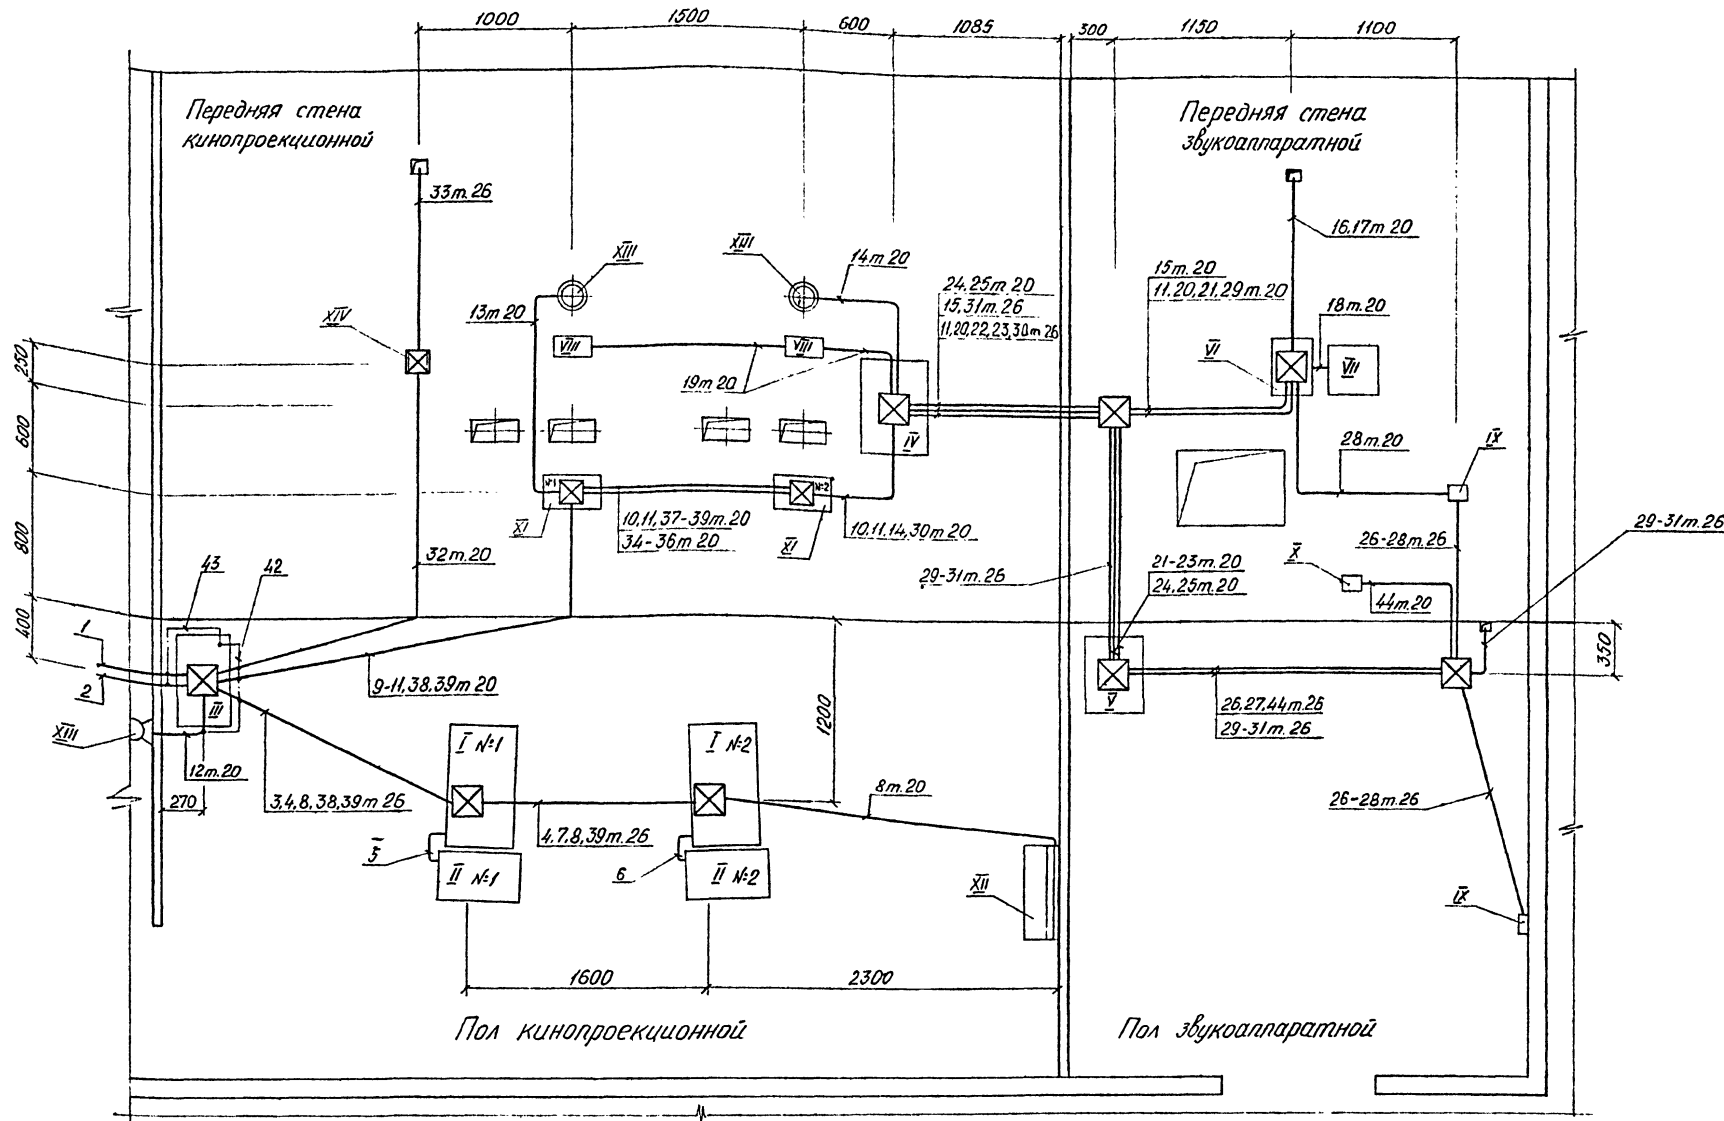 1000
1500
600
1085
300
1150
1100
Передняя стена
кинопроекционной
Передняя стена
звукоаппаратной
33т.26
16,17т 20
XIII
XIII
14т 20
24,25т 20
15,31т.26
11,20,22,23,30т 26
15т.20
11,20,21,29т.20
18т.20
13т 20
XIV
VIII
VIII
VI
VII
19т 20
250
600
800
400
IV
28т.20
IX
№1
№2
XI
10,11,37-39т.20
34-36т 20
XI
10,11,14,30т 20
29-31т.26
26-28т.26
32т.20
43
42
29-31т.26
21-23т.20
24,25т.20
X
44т.20
1
2
III
9-11,38,39т 20
350
V
26,27,44т.26
29-31т.26
XIII
12т.20
270
3,4,8,38,39т 26
I №1
I №2
1200
8т.20
26-28т.26
4,7,8,39т.26
5
6
II №1
II №2
XII
IX
1600
2300
Пол кинопроекционной
Пол звукоаппаратной